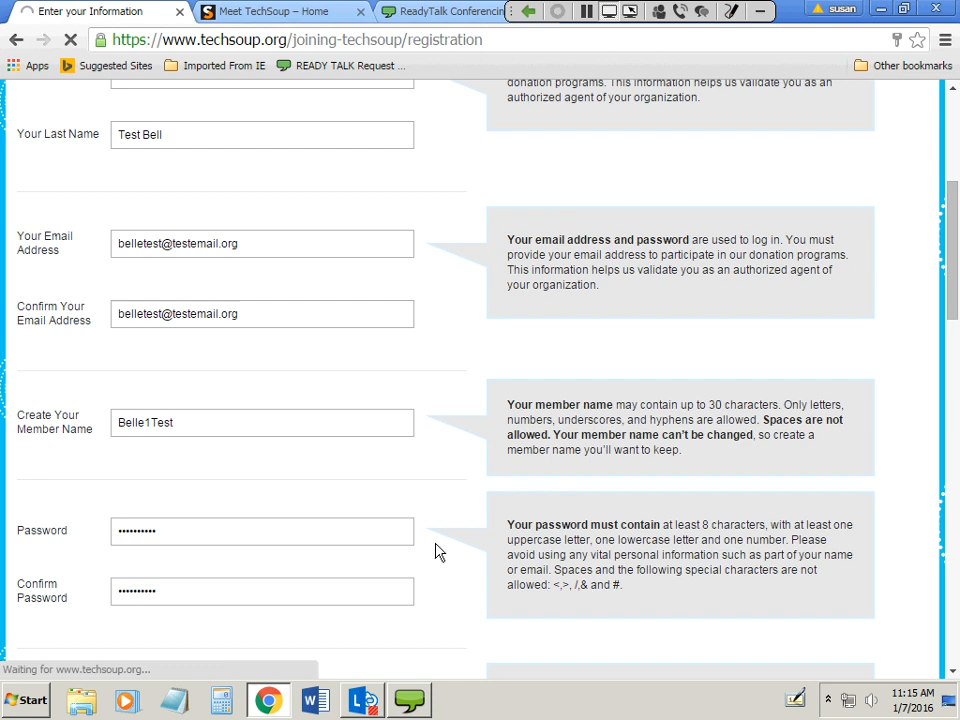 Enter your Information
Meet TechSoup – Home
ReadyTalk Conferencin
susan
https://www.techsoup.org/joining-techsoup/registration
Apps
Suggested Sites
Imported From IE
READY TALK Request ...
Other bookmarks
donation programs. This information helps us validate you as an
authorized agent of your organization.
Your Last Name
Test Bell
Your Email
Address
belletest@testemail.org
Your email address and password are used to log in. You must
provide your email address to participate in our donation programs.
This information helps us validate you as an authorized agent of
your organization.
Confirm Your
Email Address
belletest@testemail.org
Create Your
Member Name
Belle1Test
Your member name may contain up to 30 characters. Only letters,
numbers, underscores, and hyphens are allowed. Spaces are not
allowed. Your member name can't be changed, so create a
member name you'll want to keep.
Password
••••••••••
Your password must contain at least 8 characters, with at least one
uppercase letter, one lowercase letter and one number. Please
avoid using any vital personal information such as part of your name
or email. Spaces and the following special characters are not
allowed: <,>, /,& and #.
Confirm
Password
••••••••••
Waiting for www.techsoup.org...
Start
11:15 AM
1/7/2016